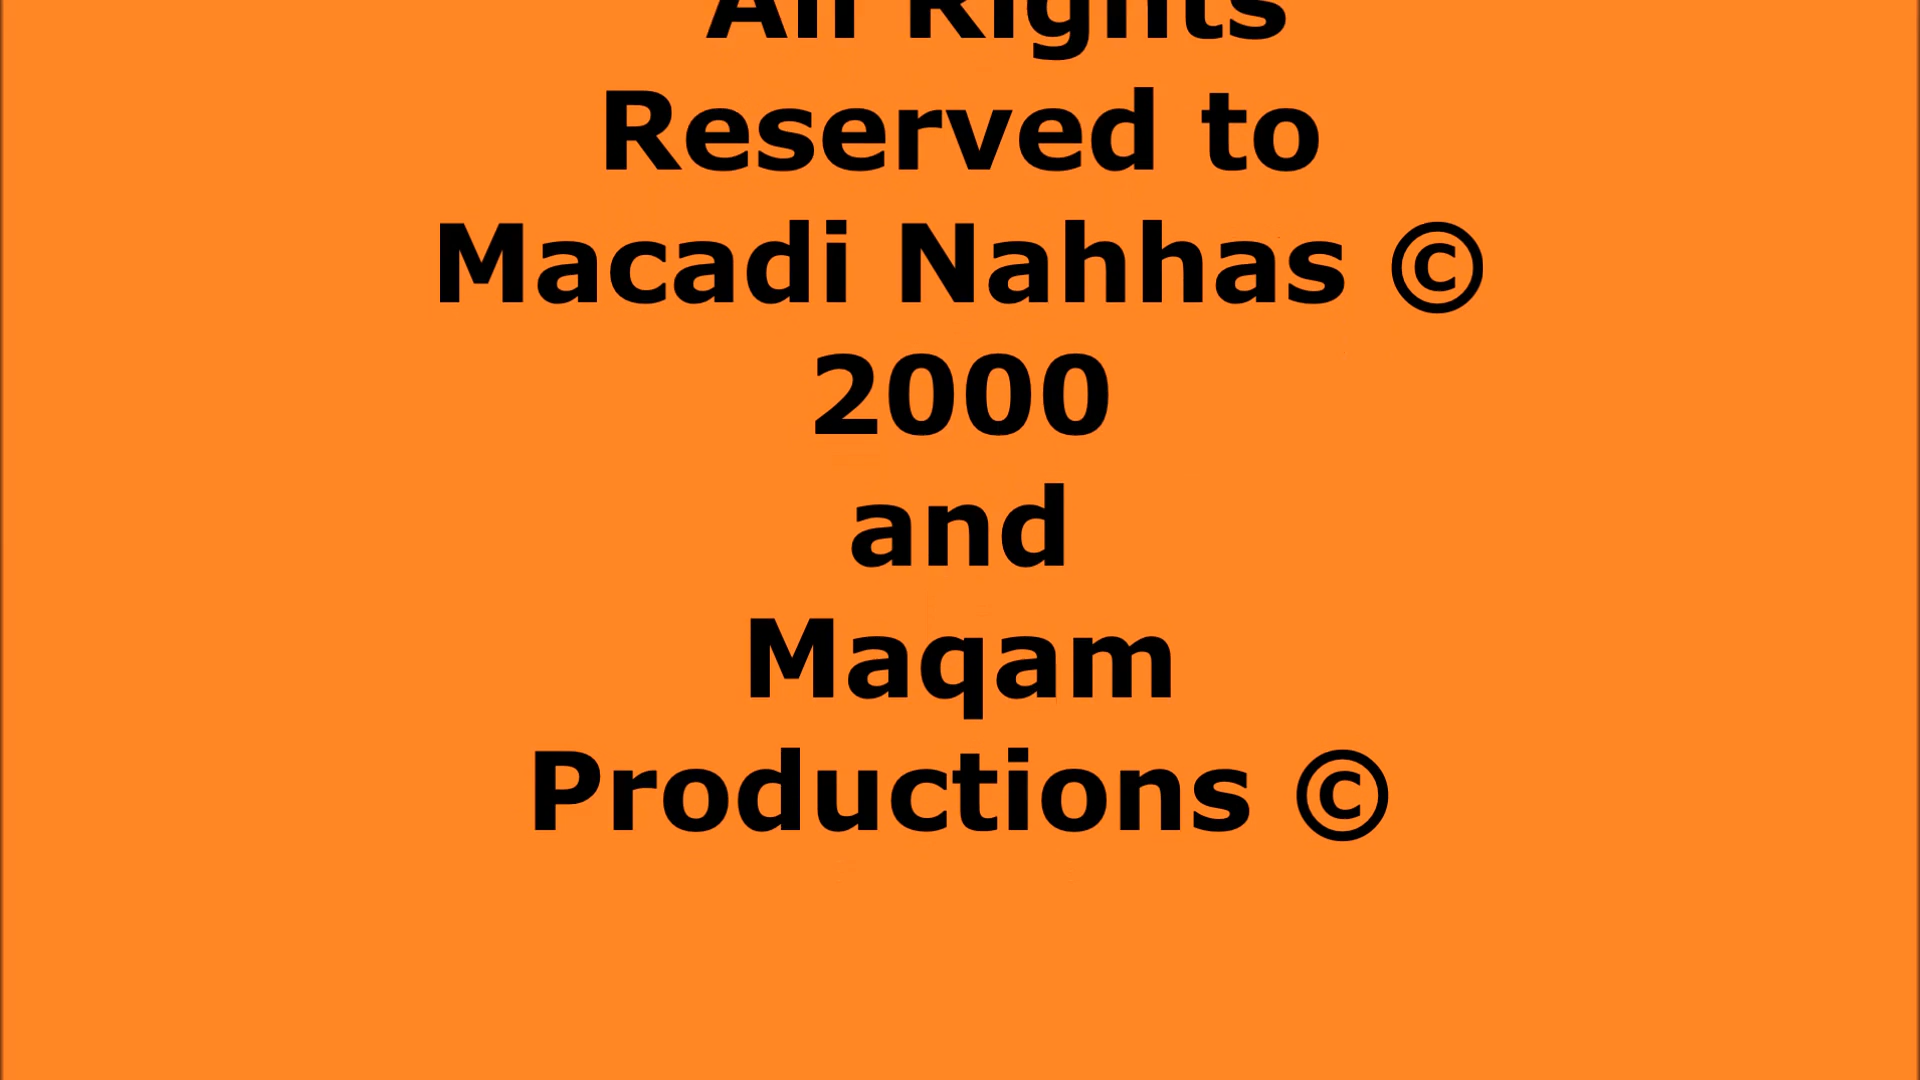 All Rights
Reserved to
Macadi Nahhas ©
2000
and
Maqam
Productions ©